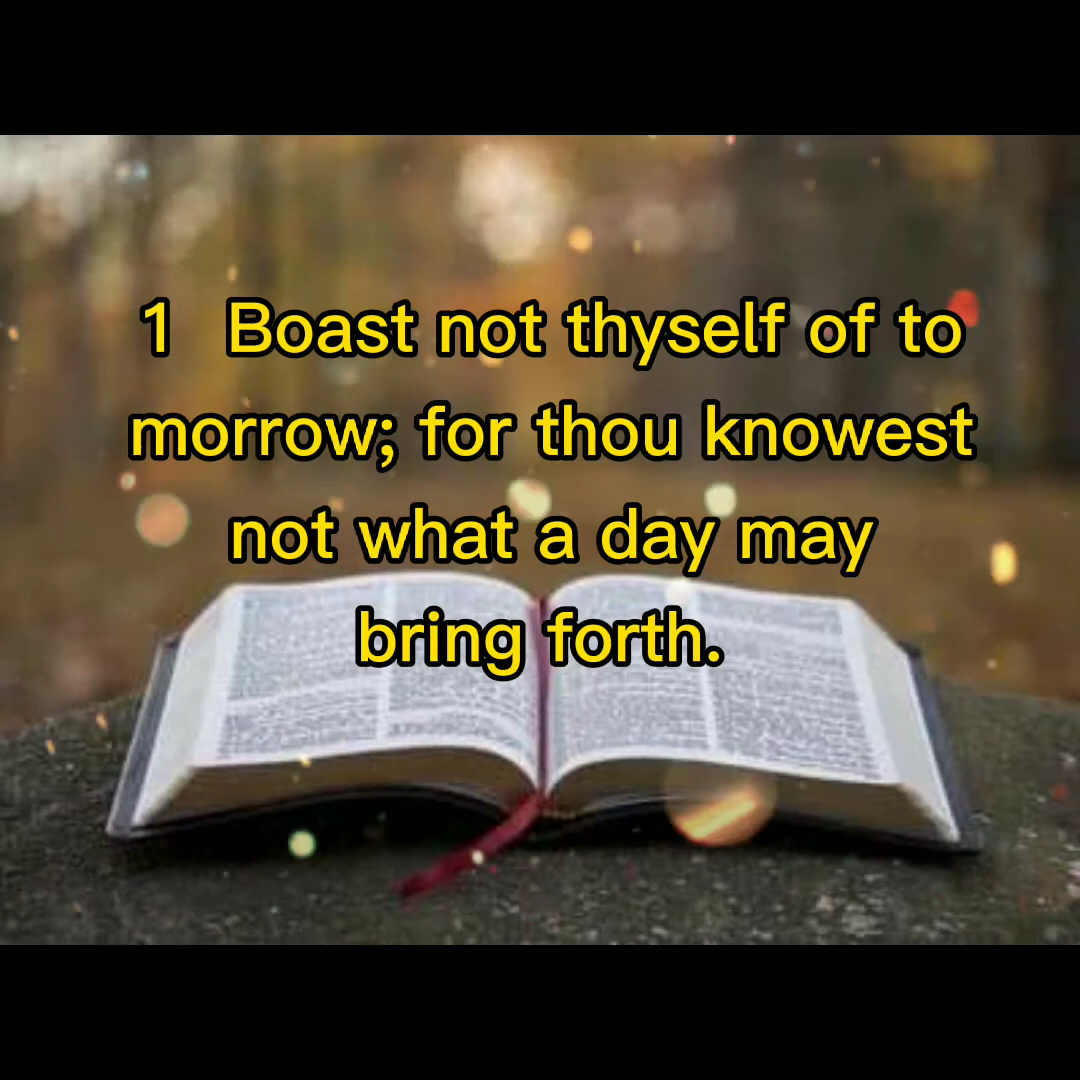 1 Boast not thyself of to
morrow; for thou knowest
not what a day may
bring forth.